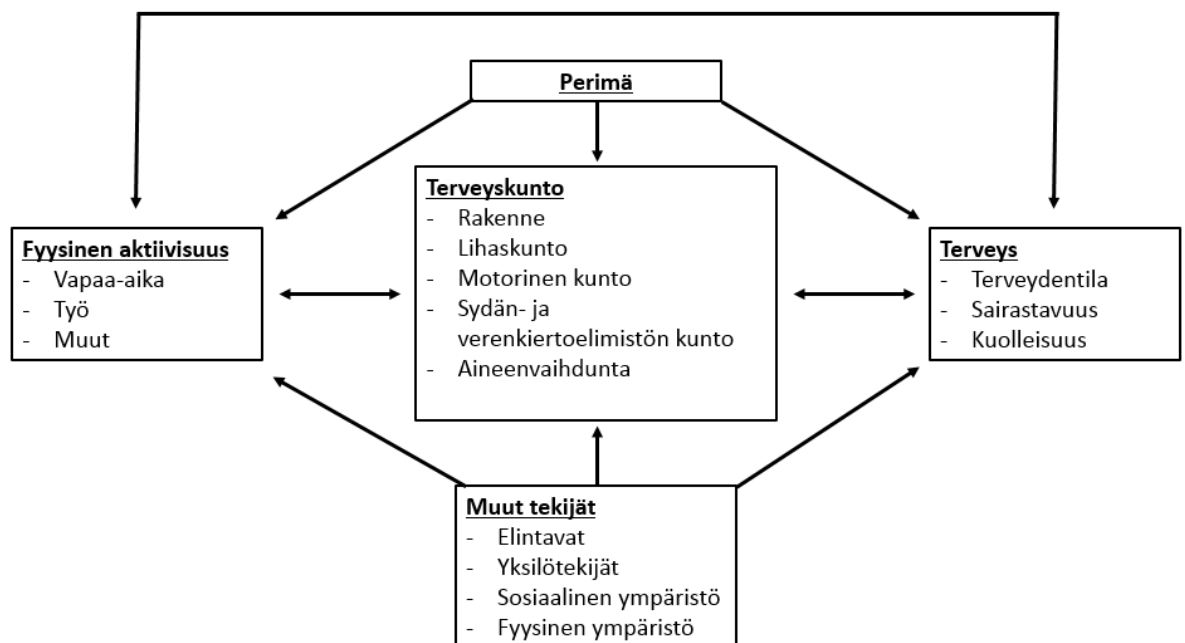 Perimä
Terveyskunto
- Rakenne
- Lihaskunto
- Motorinen kunto
- Sydän- ja
verenkiertoelimistön kunto
- Aineenvaihdunta
Fyysinen aktiivisuus
- Vapaa-aika
- Työ
- Muut
Terveys
- Terveydentila
- Sairastavuus
- Kuolleisuus
Muut tekijät
- Elintavat
- Yksilötekijät
- Sosiaalinen ympäristö
- Fyysinen ympäristö